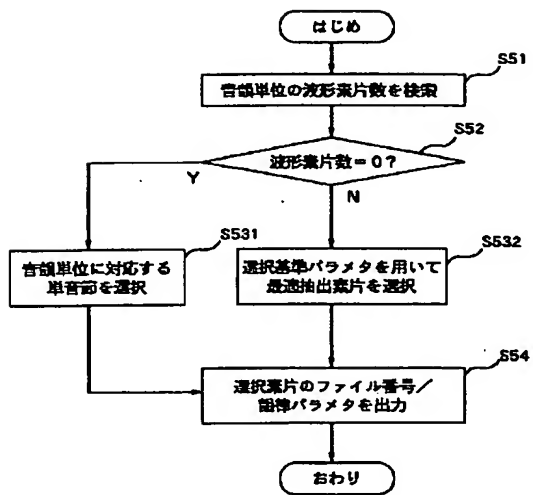 はじめ
S51
音韻単位の波形素片数を検索
S52
波形素片数=0?
Y
N
S531
音韻単位に対応する
単音節を選択
S532
選択基準パラメタを用いて
最適抽出素片を選択
S54
選択素片のファイル番号/
韻律パラメタを出力
おわり